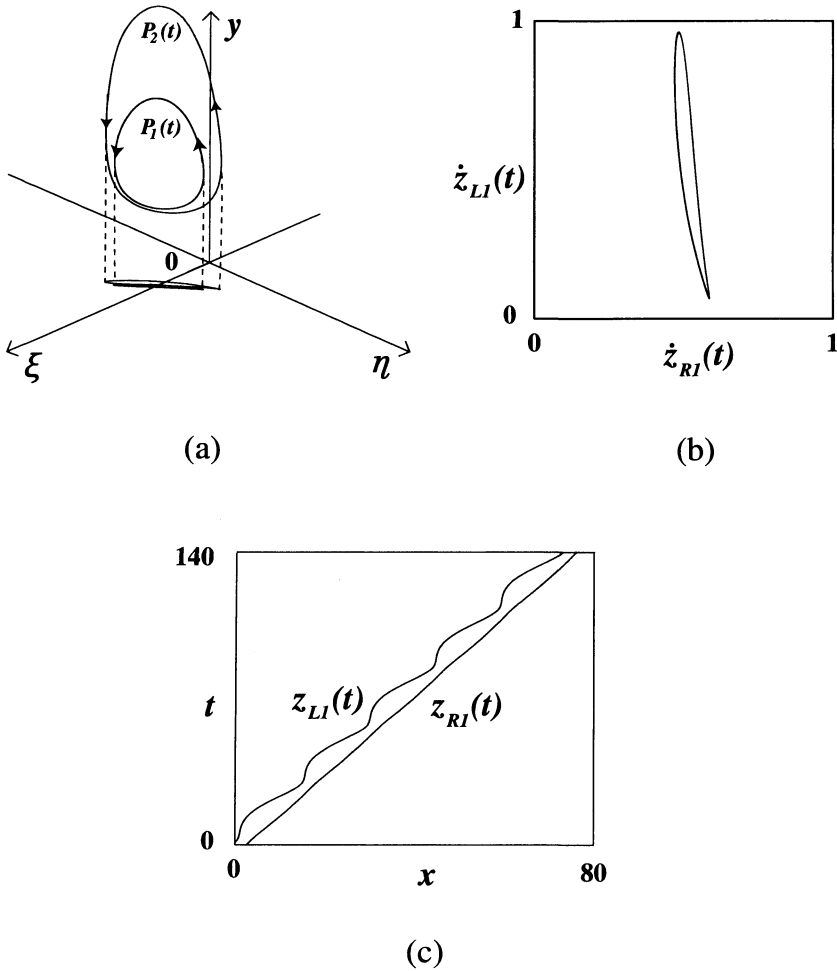 P₂(t)
y
P₁(t)
0
ξ
η
(a)
1
ż_L1(t)
0
0
ż_R1(t)
1
(b)
140
t
z_L1(t)
z_R1(t)
0
0
x
80
(c)